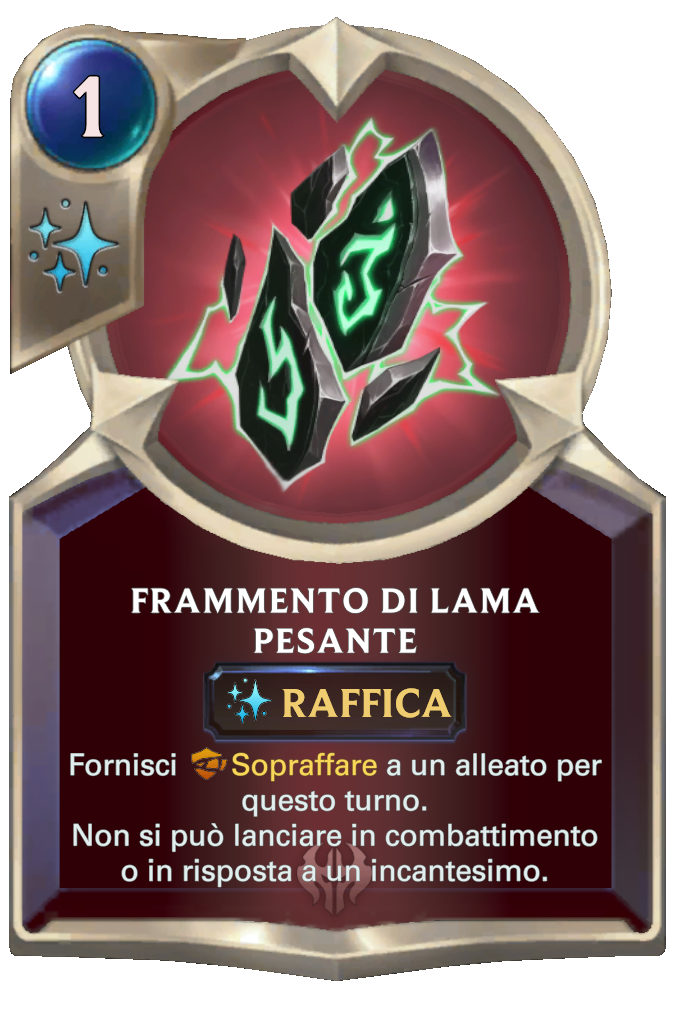 1
FRAMMENTO DI LAMA
PESANTE
RAFFICA
Fornisci Sopraffare a un alleato per
questo turno.
Non si può lanciare in combattimento
o in risposta a un incantesimo.